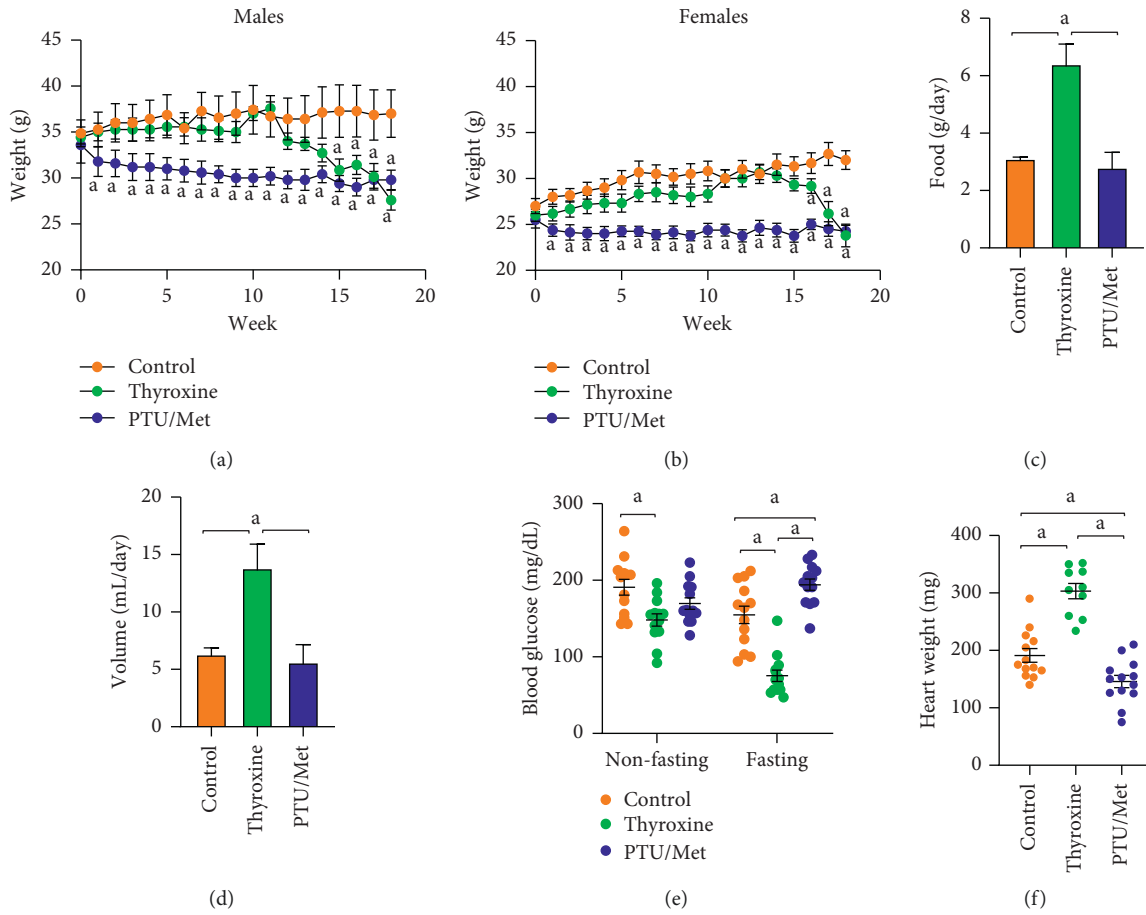 Males
Weight (g)
45
40
35
30
25
20
a a a a a a a a a a a a a a a a a a a a a a
0 5 10 15 20
Week
Control
Thyroxine
PTU/Met
(a)
Females
Weight (g)
45
40
35
30
25
20
a a a a a a a a a a a a a a a a a a a a a
0 5 10 15 20
Week
Control
Thyroxine
PTU/Met
(b)
Food (g/day)
8
6
4
2
0
a
Control
Thyroxine
PTU/Met
(c)
Volume (mL/day)
20
15
10
5
0
a
Control
Thyroxine
PTU/Met
(d)
Blood glucose (mg/dL)
300
200
100
0
a
a
a a
Non-fasting Fasting
Control
Thyroxine
PTU/Met
(e)
Heart weight (mg)
400
300
200
100
0
a
a a
Control
Thyroxine
PTU/Met
(f)